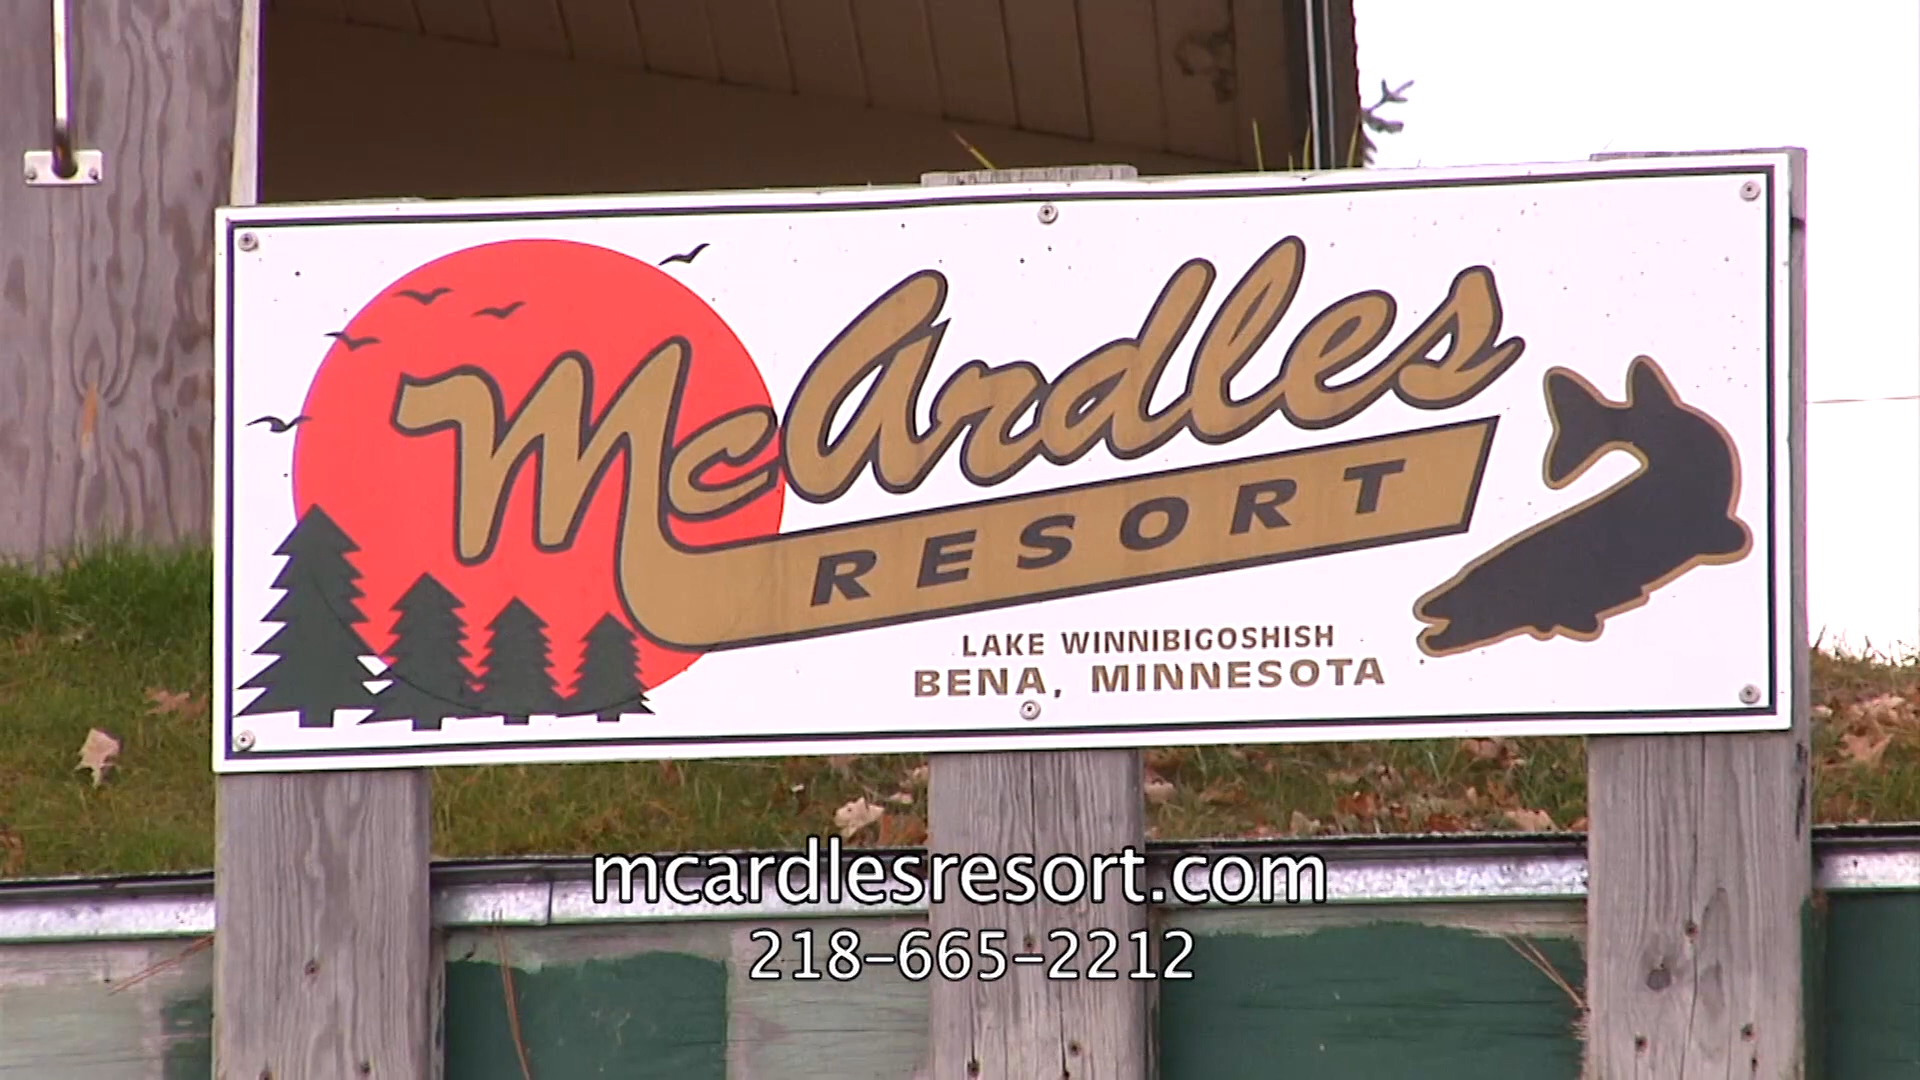 McArdles
RESORT
LAKE WINNIBIGOSHISH
BENA, MINNESOTA
mcardlesresort.com
218-665-2212